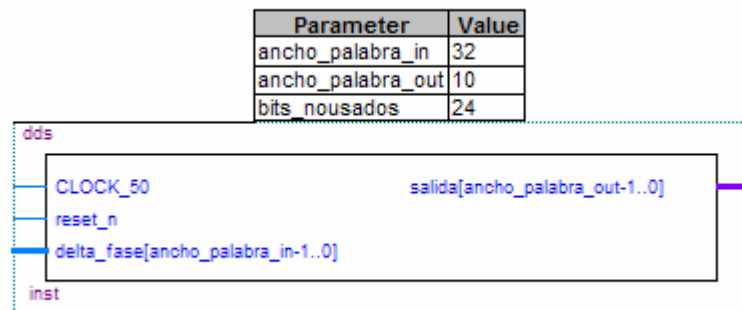 Parameter Value
ancho_palabra_in 32
ancho_palabra_out 10
bits_nousados 24
dds
CLOCK_50 salida[ancho_palabra_out-1..0]
reset_n
delta_fase[ancho_palabra_in-1..0]
inst